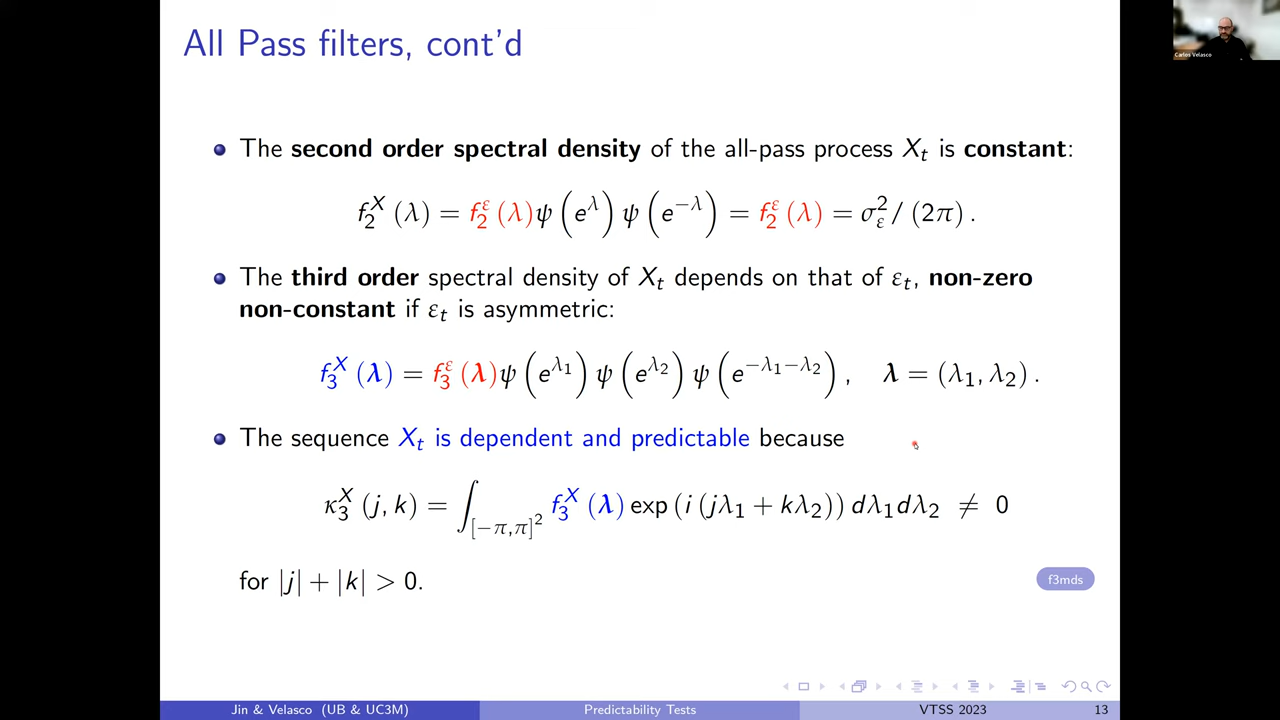 All Pass filters, cont'd
Carlos Velasco
The second order spectral density of the all-pass process X_t is constant:
f_2^X (λ) = f_2^ε (λ) ψ (e^λ) ψ (e^{-λ}) = f_2^ε (λ) = σ_ε^2 / (2π) .
The third order spectral density of X_t depends on that of ε_t, non-zero
non-constant if ε_t is asymmetric:
f_3^X (λ) = f_3^ε (λ) ψ (e^{λ_1}) ψ (e^{λ_2}) ψ (e^{-λ_1-λ_2}) , λ = (λ_1, λ_2) .
The sequence X_t is dependent and predictable because
κ_3^X (j, k) = ∫_{[-π,π]^2} f_3^X (λ) exp (i (jλ_1 + kλ_2)) dλ_1dλ_2 ≠ 0
for |j| + |k| > 0.
f3mds
Jin & Velasco (UB & UC3M) Predictability Tests VTSS 2023 13